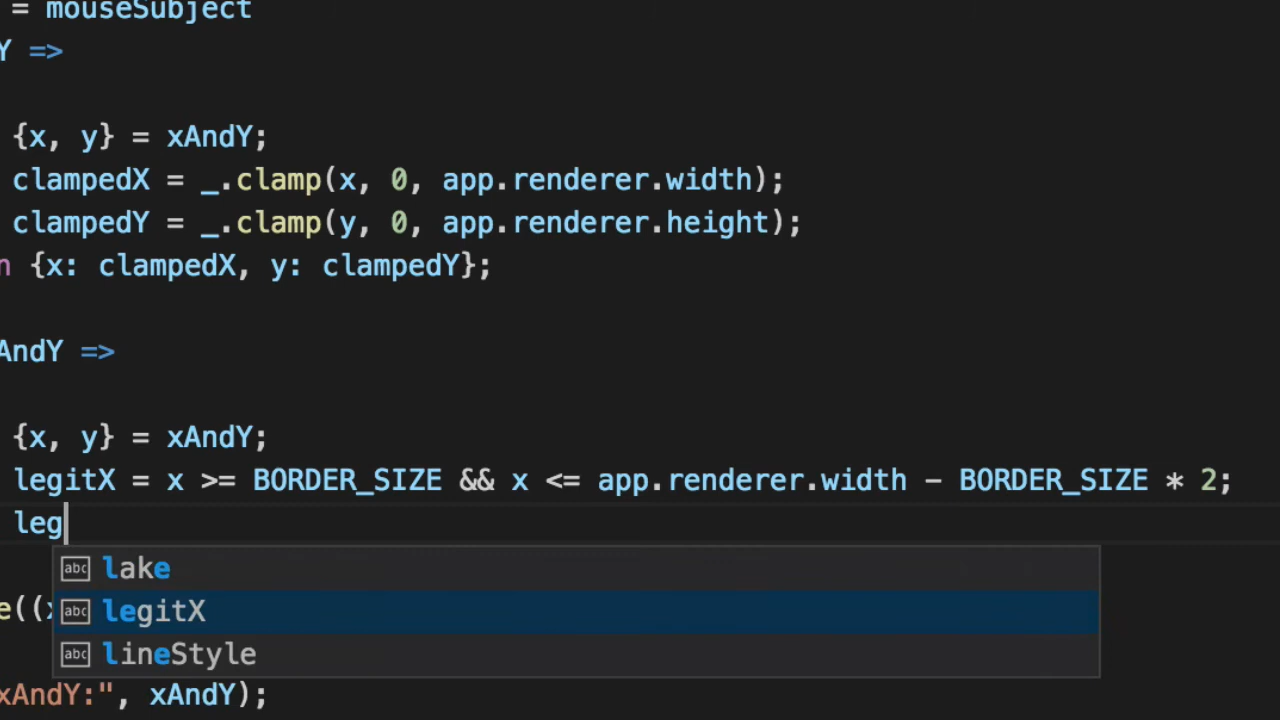 = mouseSubject
Y =>
{x, y} = xAndY;
clampedX = _.clamp(x, 0, app.renderer.width);
clampedY = _.clamp(y, 0, app.renderer.height);
n {x: clampedX, y: clampedY};
AndY =>
{x, y} = xAndY;
legitX = x >= BORDER_SIZE && x <= app.renderer.width - BORDER_SIZE * 2;
leg
abc lake
e((x abc legitX
abc lineStyle
xAndY:", xAndY);